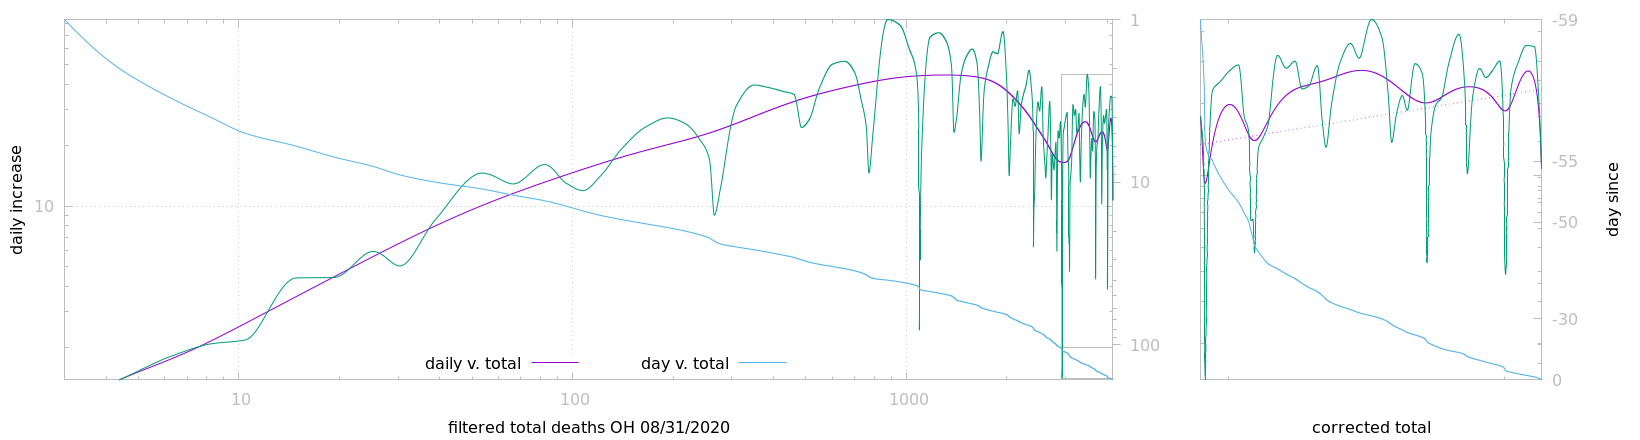 1
-59
10
10
-55
-50
daily increase
day since
-30
100
daily v. total
day v. total
0
10
100
1000
filtered total deaths OH 08/31/2020
corrected total